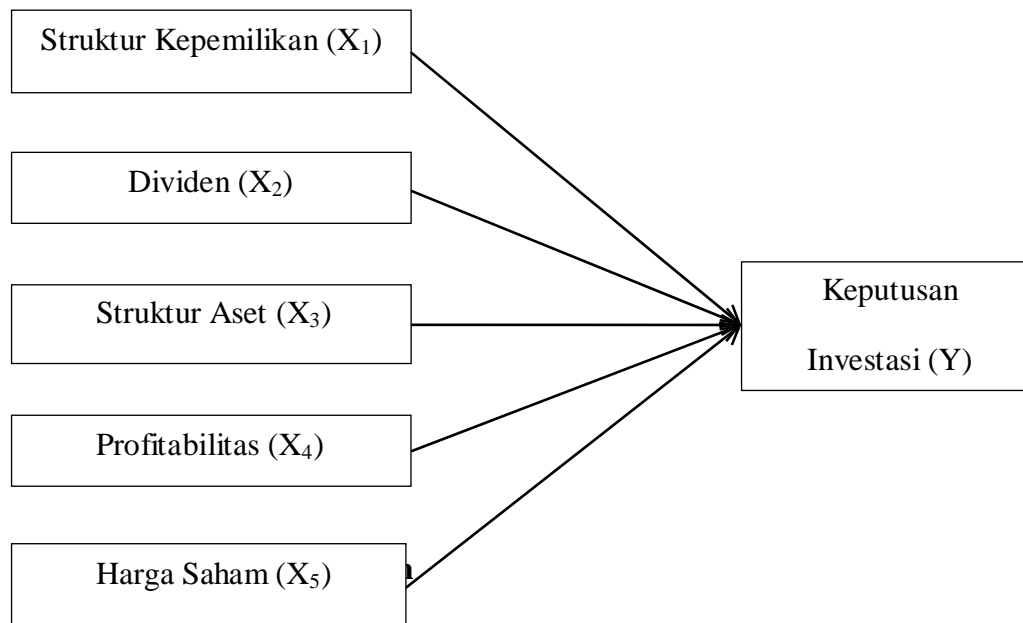 Struktur Kepemilikan (X₁)
Dividen (X₂)
Struktur Aset (X₃)
Profitabilitas (X₄)
Harga Saham (X₅)
Keputusan
Investasi (Y)